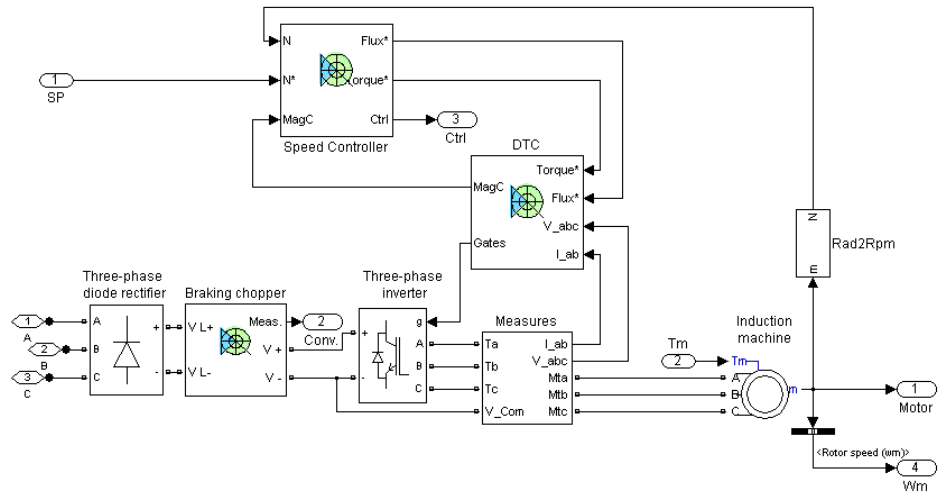 N
Flux*
1
SP
N*
Torque*
MagC
Ctrl
3
Ctrl
Speed Controller
DTC
Torque*
MagC
Flux*
V_abc
Gates
I_ab
N
m
Rad2Rpm
Three-phase
diode rectifier
Braking chopper
Three-phase
inverter
Measures
Induction
machine
1
A
2
B
3
C
A
B
C
+
-
V L+
V L-
Meas.
V +
V -
2
Conv.
+
-
g
A
B
C
Ta
Tb
Tc
V_Com
I_ab
V_abc
Mta
Mtb
Mtc
Tm
2
Tm
A
B
C
m
1
Motor
<Rotor speed (wm)>
4
Wm